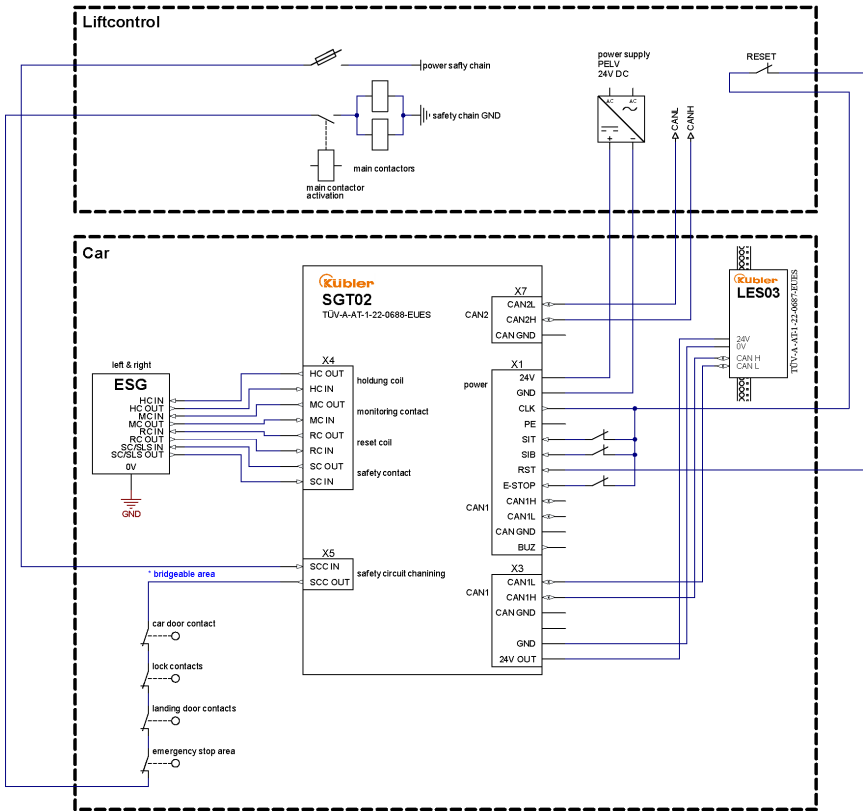 Liftcontrol
power safty chain
safety chain GND
main contactors
main contactor
activation
power supply
PELV
24V DC
AC
AC
+
-
CANL
CANH
RESET
Car
Kübler
SGT02
TÜV-A-AT-1-22-0688-EUES
X7
CAN2
CAN2L
CAN2H
CAN GND
Kübler
LES03
TÜV-A-AT-1-22-0687-EUES
24V
0V
CAN H
CAN L
left & right
ESG
HC IN
HC OUT
MC IN
MC OUT
RC IN
RC OUT
SC/SLS IN
SC/SLS OUT
0V
GND
X4
HC OUT
HC IN
MC OUT
MC IN
RC OUT
RC IN
SC OUT
SC IN
holdung coil
monitoring contact
reset coil
safety contact
X1
power
24V
GND
CLK
PE
SIT
SIB
RST
E-STOP
CAN1
CAN1H
CAN1L
CAN GND
BUZ
X5
SCC IN
SCC OUT
safety circuit chanining
X3
CAN1
CAN1L
CAN1H
CAN GND
GND
24V OUT
* bridgeable area
car door contact
lock contacts
landing door contacts
emergency stop area